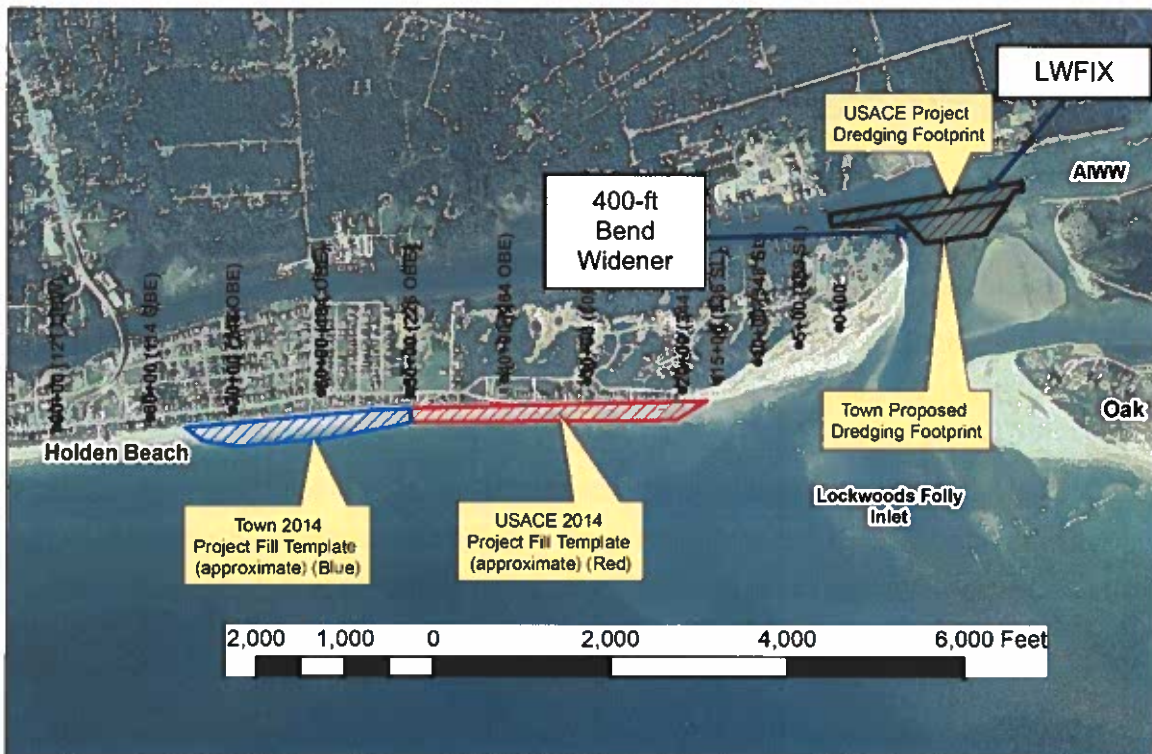 LWFIX
USACE Project
Dredging Footprint
AIWW
400-ft
Bend
Widener
Town Proposed
Dredging Footprint
Oak
Holden Beach
Lockwoods Folly
Inlet
Town 2014
Project Fill Template
(approximate) (Blue)
USACE 2014
Project Fill Template
(approximate) (Red)
2,000 1,000 0 2,000 4,000 6,000 Feet